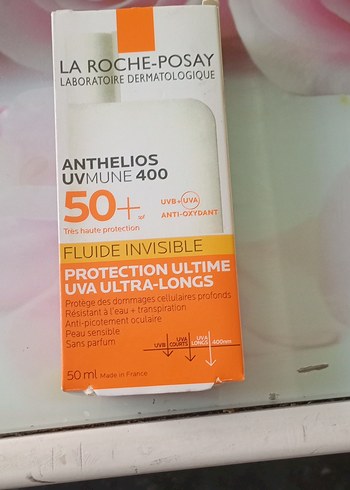 LA ROCHE-POSAY
LABORATOIRE DERMATOLOGIQUE
ANTHELIOS
UVMUNE 400
50+
UVB+UVA
ANTI-OXYDANT
Très haute protection
FLUIDE INVISIBLE
PROTECTION ULTIME
UVA ULTRA-LONGS
Protège des dommages cellulaires profonds
Résistant à l'eau + transpiration
Anti-picotement oculaire
Peau sensible
Sans parfum
UVB
UVA COURTS
UVA LONGS
400nm
50 ml Made in France